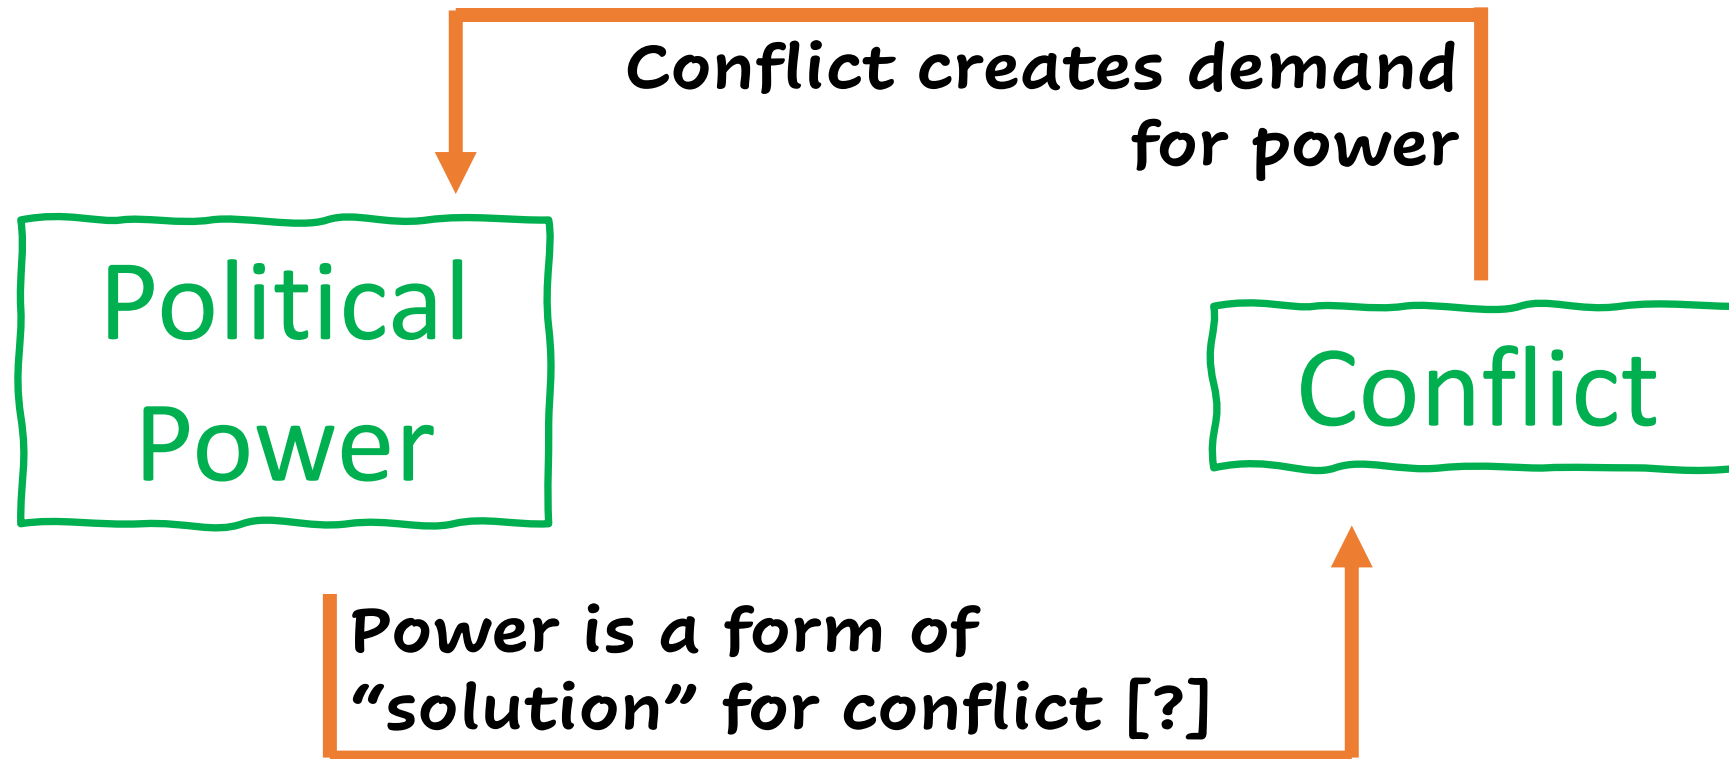 Conflict creates demand
for power
Political
Power
Conflict
Power is a form of
“solution” for conflict [?]